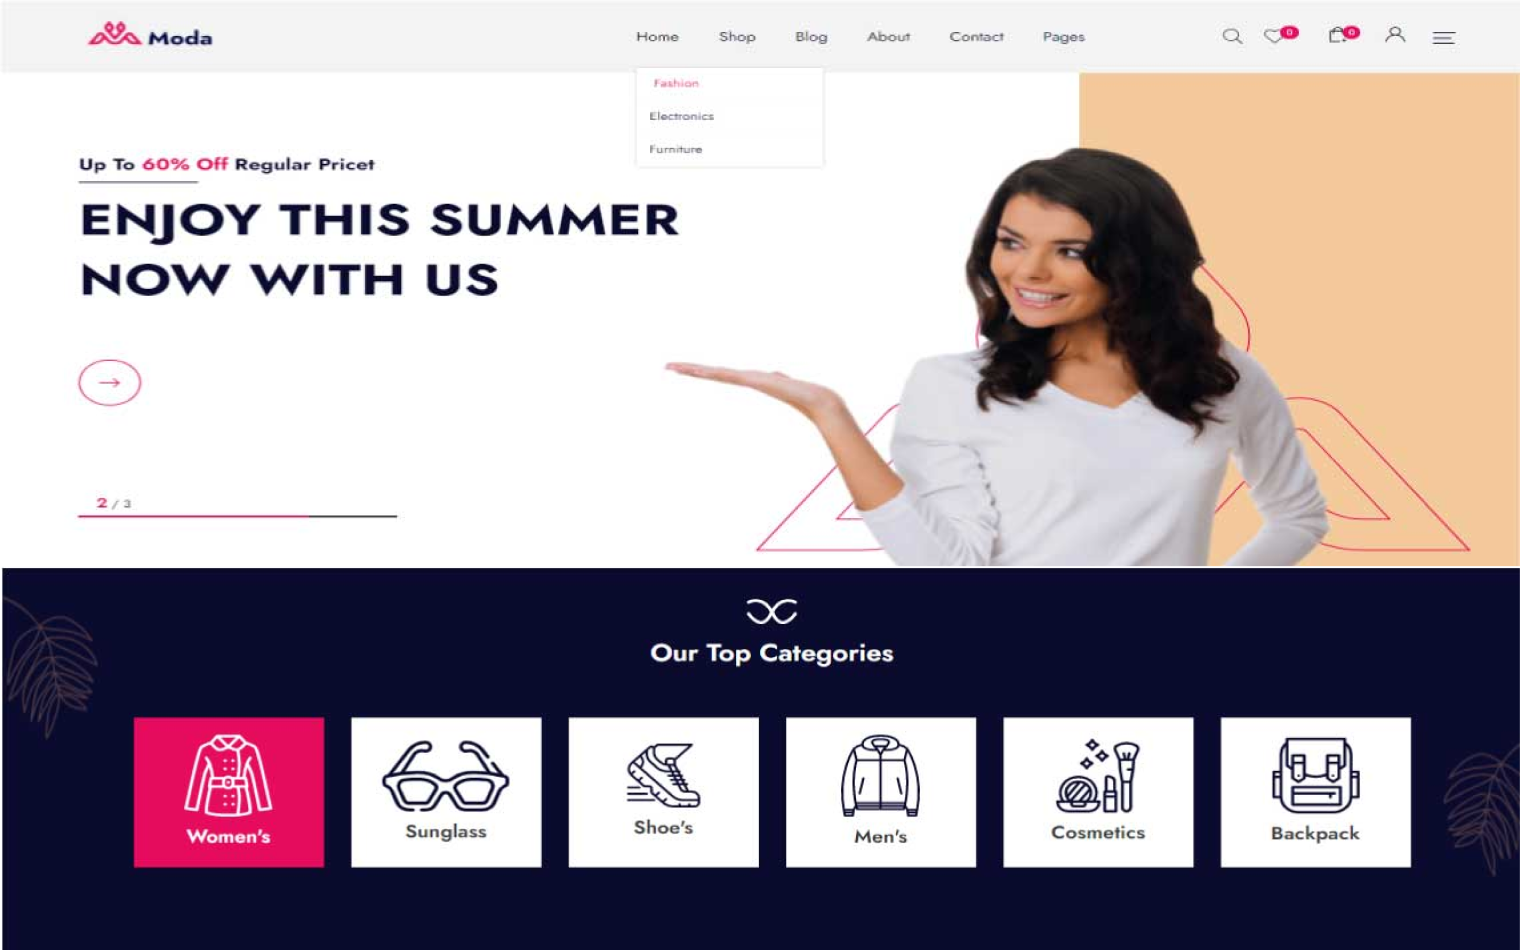 Moda
Home Shop Blog About Contact Pages
0 0
Fashion
Electronics
Furniture
Up To 60% Off Regular Pricet
ENJOY THIS SUMMER
NOW WITH US
2 / 3
Our Top Categories
Women's Sunglass Shoe's Men's Cosmetics Backpack